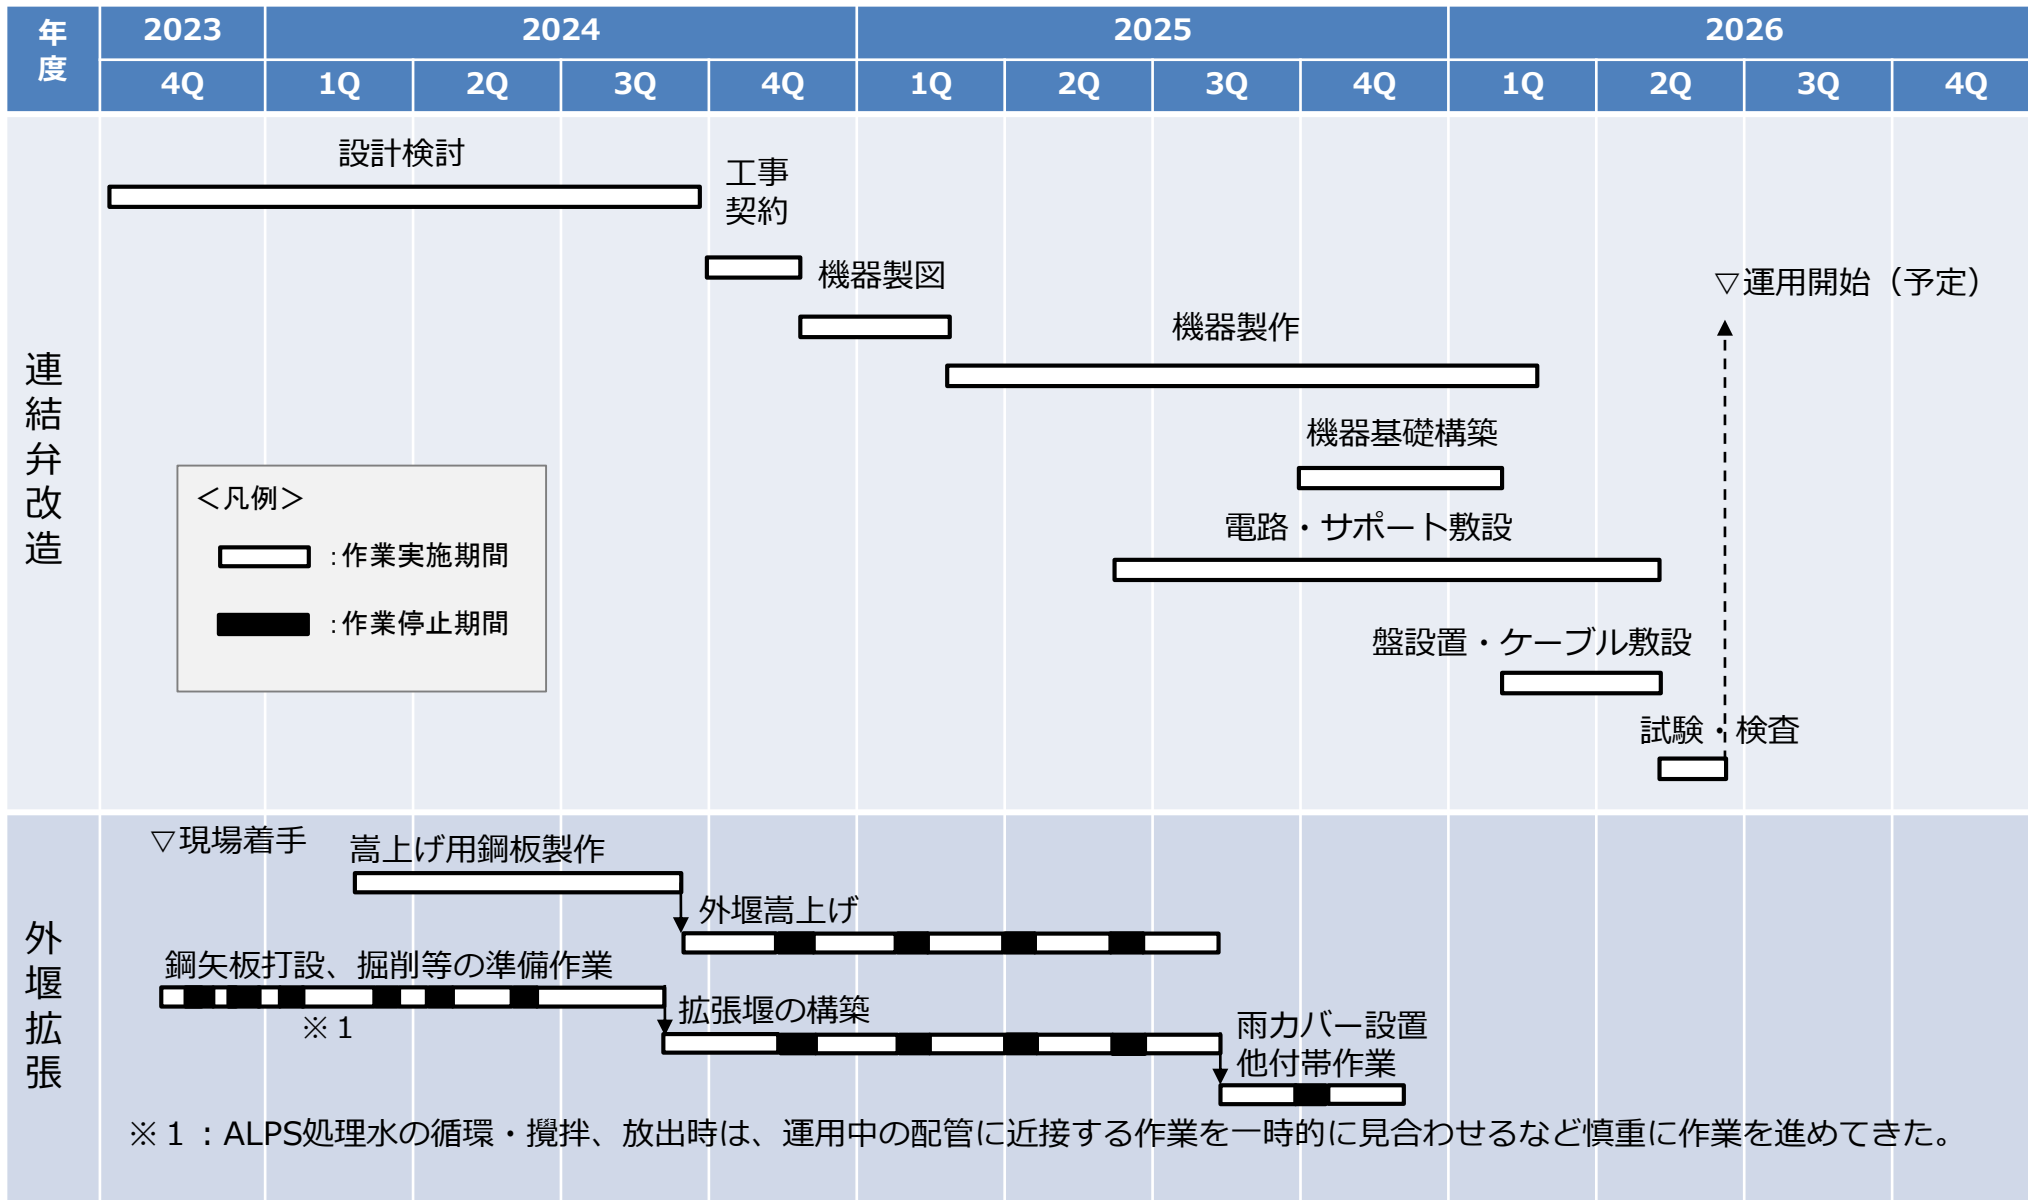 年度
2023 2024 2025 2026
4Q 1Q 2Q 3Q 4Q 1Q 2Q 3Q 4Q 1Q 2Q 3Q 4Q
連結弁改造
設計検討
工事
契約
機器製図
▽運用開始（予定）
機器製作
機器基礎構築
＜凡例＞
：作業実施期間
：作業停止期間
電路・サポート敷設
盤設置・ケーブル敷設
試験・検査
外堰拡張
▽現場着手
嵩上げ用鋼板製作
外堰嵩上げ
鋼矢板打設、掘削等の準備作業
※１
拡張堰の構築
雨カバー設置
他付帯作業
※１：ALPS処理水の循環・攪拌、放出時は、運用中の配管に近接する作業を一時的に見合わせるなど慎重に作業を進めてきた。